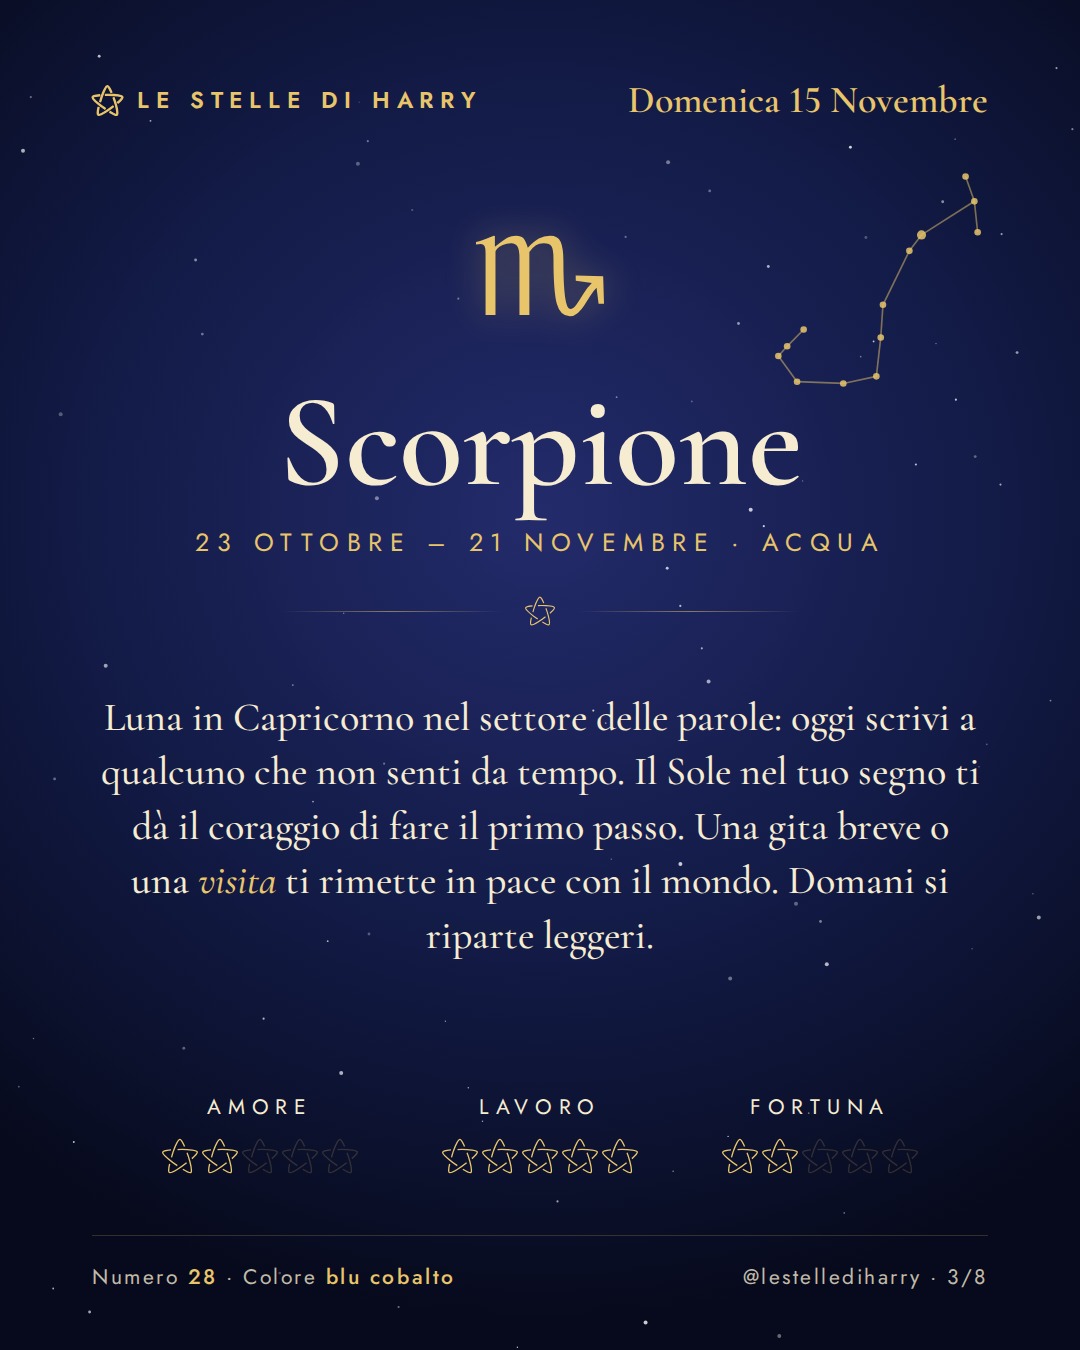 LE STELLE DI HARRY
Domenica 15 Novembre
Scorpione
23 OTTOBRE – 21 NOVEMBRE · ACQUA
Luna in Capricorno nel settore delle parole: oggi scrivi a
qualcuno che non senti da tempo. Il Sole nel tuo segno ti
dà il coraggio di fare il primo passo. Una gita breve o
una visita ti rimette in pace con il mondo. Domani si
riparte leggeri.
AMORE
LAVORO
FORTUNA
Numero 28 · Colore blu cobalto
@lestellediharry · 3/8